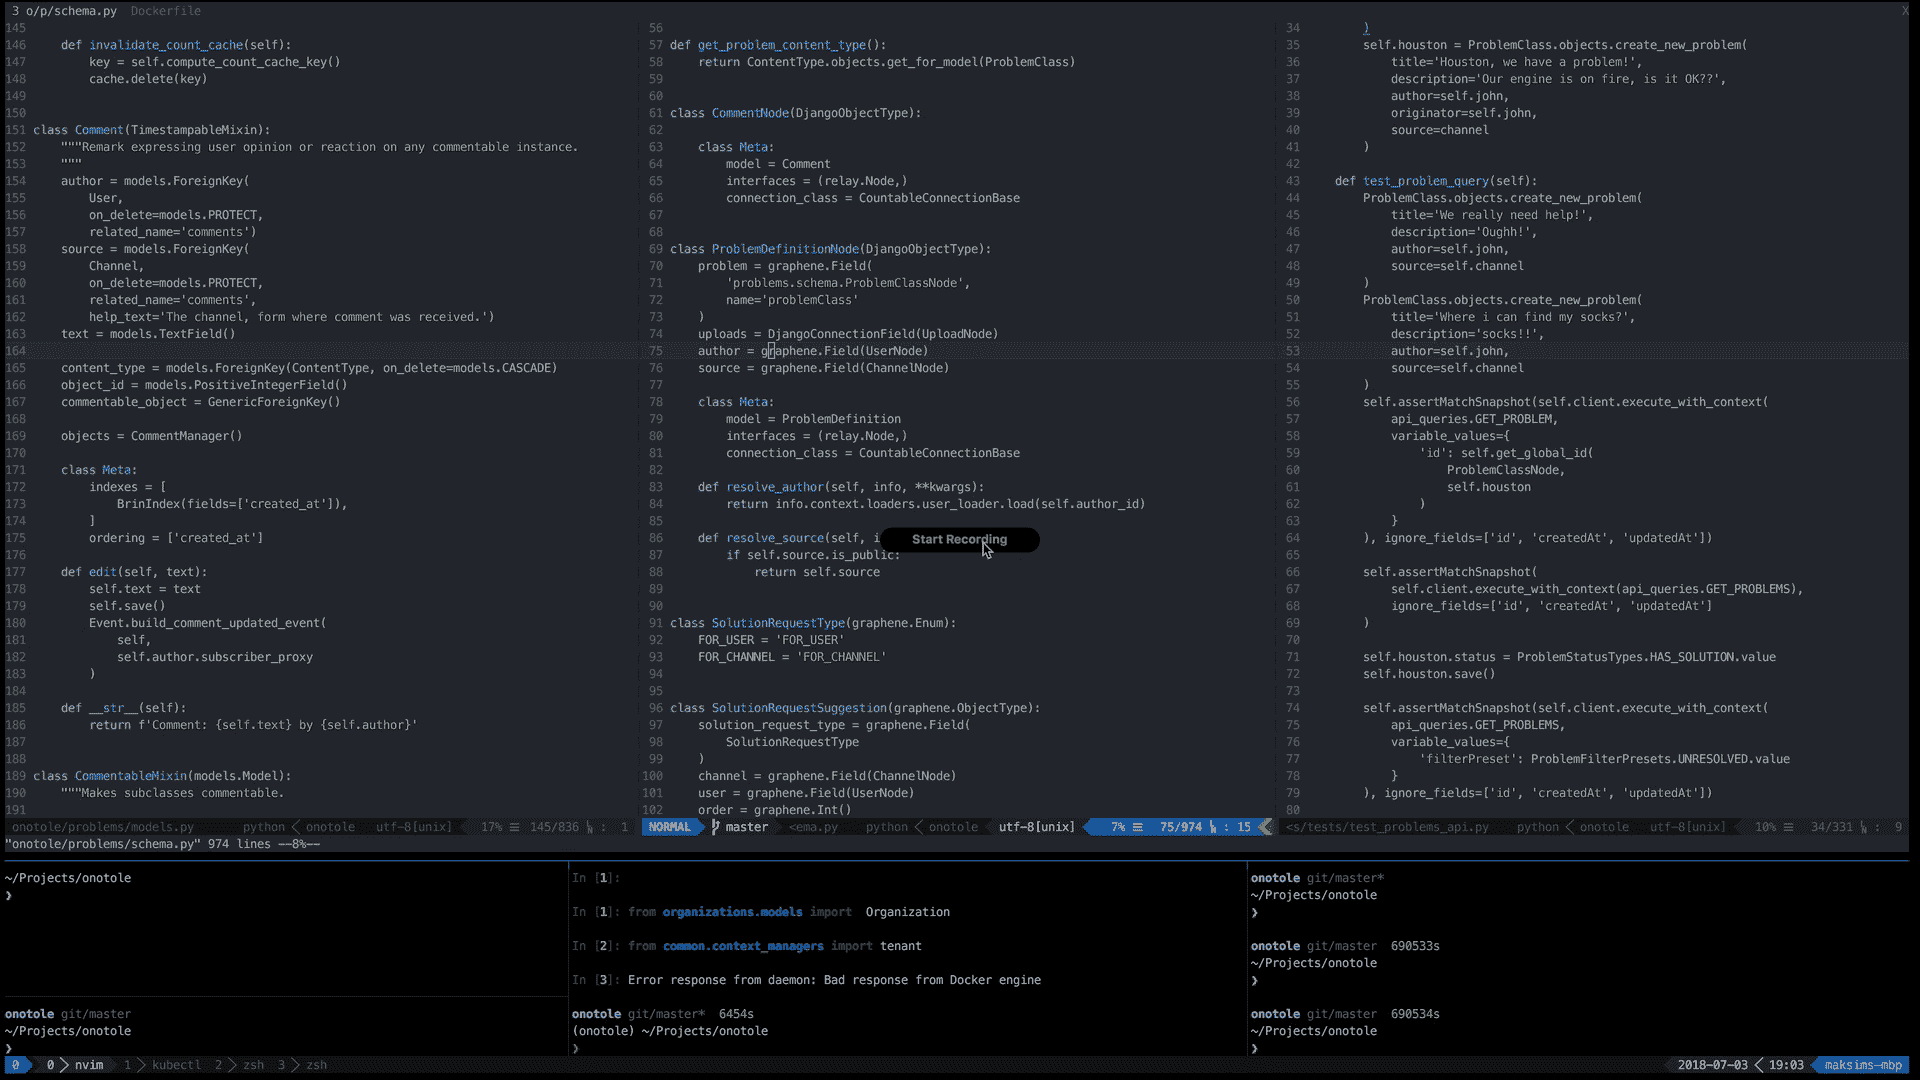 3 o/p/schema.py  Dockerfile X
145
146     def invalidate_count_cache(self):
147         key = self.compute_count_cache_key()
148         cache.delete(key)
149
150
151 class Comment(TimestampableMixin):
152     """Remark expressing user opinion or reaction on any commentable instance.
153     """
154     author = models.ForeignKey(
155         User,
156         on_delete=models.PROTECT,
157         related_name='comments')
158     source = models.ForeignKey(
159         Channel,
160         on_delete=models.PROTECT,
161         related_name='comments',
162         help_text='The channel, form where comment was received.')
163     text = models.TextField()
164
165     content_type = models.ForeignKey(ContentType, on_delete=models.CASCADE)
166     object_id = models.PositiveIntegerField()
167     commentable_object = GenericForeignKey()
168
169     objects = CommentManager()
170
171     class Meta:
172         indexes = [
173             BrinIndex(fields=['created_at']),
174         ]
175         ordering = ['created_at']
176
177     def edit(self, text):
178         self.text = text
179         self.save()
180         Event.build_comment_updated_event(
181             self,
182             self.author.subscriber_proxy
183         )
184
185     def __str__(self):
186         return f'Comment: {self.text} by {self.author}'
187
188
189 class CommentableMixin(models.Model):
190     """Makes subclasses commentable.
191
onotole/problems/models.py python < onotole utf-8[unix] 17% ≡ 145/836 : 1
56
57 def get_problem_content_type():
58     return ContentType.objects.get_for_model(ProblemClass)
59
60
61 class CommentNode(DjangoObjectType):
62
63     class Meta:
64         model = Comment
65         interfaces = (relay.Node,)
66         connection_class = CountableConnectionBase
67
68
69 class ProblemDefinitionNode(DjangoObjectType):
70     problem = graphene.Field(
71         'problems.schema.ProblemClassNode',
72         name='problemClass'
73     )
74     uploads = DjangoConnectionField(UploadNode)
75     author = graphene.Field(UserNode)
76     source = graphene.Field(ChannelNode)
77
78     class Meta:
79         model = ProblemDefinition
80         interfaces = (relay.Node,)
81         connection_class = CountableConnectionBase
82
83     def resolve_author(self, info, **kwargs):
84         return info.context.loaders.user_loader.load(self.author_id)
85
86     def resolve_source(self, i
Start Recording
87         if self.source.is_public:
88             return self.source
89
90
91 class SolutionRequestType(graphene.Enum):
92     FOR_USER = 'FOR_USER'
93     FOR_CHANNEL = 'FOR_CHANNEL'
94
95
96 class SolutionRequestSuggestion(graphene.ObjectType):
97     solution_request_type = graphene.Field(
98         SolutionRequestType
99     )
100     channel = graphene.Field(ChannelNode)
101     user = graphene.Field(UserNode)
102     order = graphene.Int()
NORMAL master <ema.py python < onotole utf-8[unix] 7% ≡ 75/974 : 15
34         )
35         self.houston = ProblemClass.objects.create_new_problem(
36             title='Houston, we have a problem!',
37             description='Our engine is on fire, is it OK??',
38             author=self.john,
39             originator=self.john,
40             source=channel
41         )
42
43     def test_problem_query(self):
44         ProblemClass.objects.create_new_problem(
45             title='We really need help!',
46             description='Oughh!',
47             author=self.john,
48             source=self.channel
49         )
50         ProblemClass.objects.create_new_problem(
51             title='Where i can find my socks?',
52             description='socks!!',
53             author=self.john,
54             source=self.channel
55         )
56         self.assertMatchSnapshot(self.client.execute_with_context(
57             api_queries.GET_PROBLEM,
58             variable_values={
59                 'id': self.get_global_id(
60                     ProblemClassNode,
61                     self.houston
62                 )
63             }
64         ), ignore_fields=['id', 'createdAt', 'updatedAt'])
65
66         self.assertMatchSnapshot(
67             self.client.execute_with_context(api_queries.GET_PROBLEMS),
68             ignore_fields=['id', 'createdAt', 'updatedAt']
69         )
70
71         self.houston.status = ProblemStatusTypes.HAS_SOLUTION.value
72         self.houston.save()
73
74         self.assertMatchSnapshot(self.client.execute_with_context(
75             api_queries.GET_PROBLEMS,
76             variable_values={
77                 'filterPreset': ProblemFilterPresets.UNRESOLVED.value
78             }
79         ), ignore_fields=['id', 'createdAt', 'updatedAt'])
80
<s/tests/test_problems_api.py python < onotole utf-8[unix] 10% ≡ 34/331 : 9
"onotole/problems/schema.py" 974 lines --8%--
~/Projects/onotole
❯
onotole git/master
~/Projects/onotole
❯
In [1]:
In [1]: from organizations.models import  Organization
In [2]: from common.context_managers import tenant
In [3]: Error response from daemon: Bad response from Docker engine
onotole git/master*  6454s
(onotole) ~/Projects/onotole
❯
onotole git/master*
~/Projects/onotole
❯
onotole git/master  690533s
~/Projects/onotole
❯
onotole git/master  690534s
~/Projects/onotole
❯
0 0 > nvim 1 > kubectl 2 > zsh 3 > zsh 2018-07-03 < 19:03 maksims-mbp